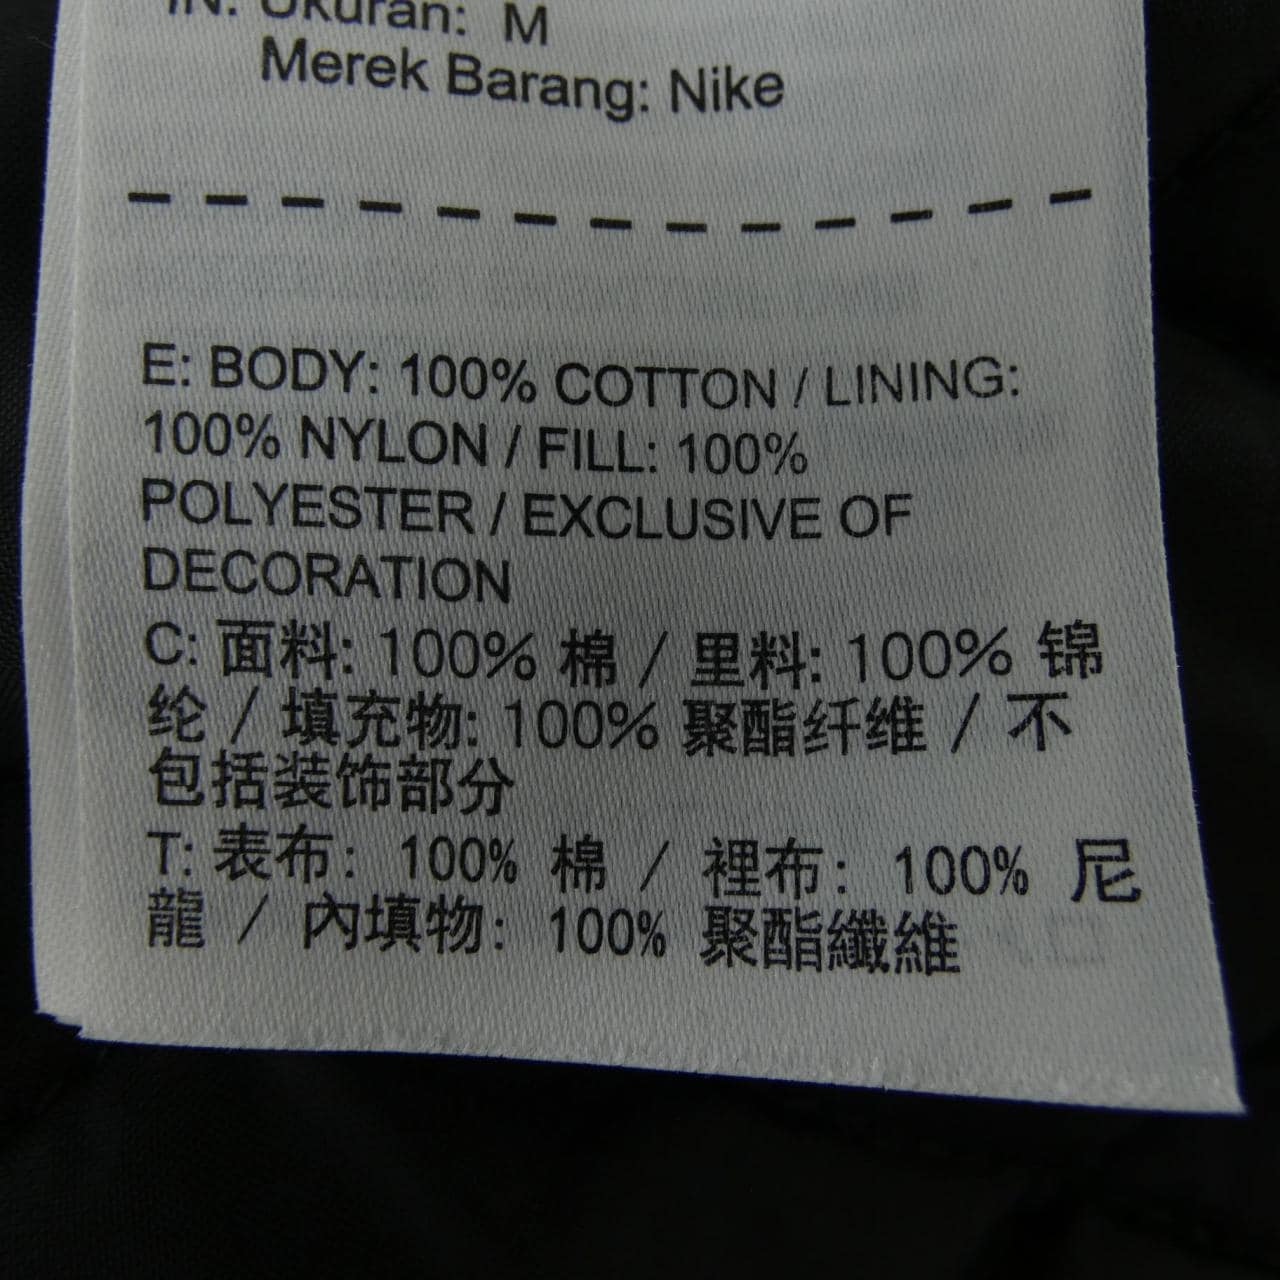 IN: Ukuran: M
Merek Barang: Nike
E: BODY: 100% COTTON / LINING:
100% NYLON / FILL: 100%
POLYESTER / EXCLUSIVE OF
DECORATION
C: 面料: 100% 棉 / 里料: 100% 锦
纶 / 填充物: 100% 聚酯纤维 / 不
包括装饰部分
T: 表布: 100% 棉 / 裡布: 100% 尼
龍 / 內填物: 100% 聚酯纖維